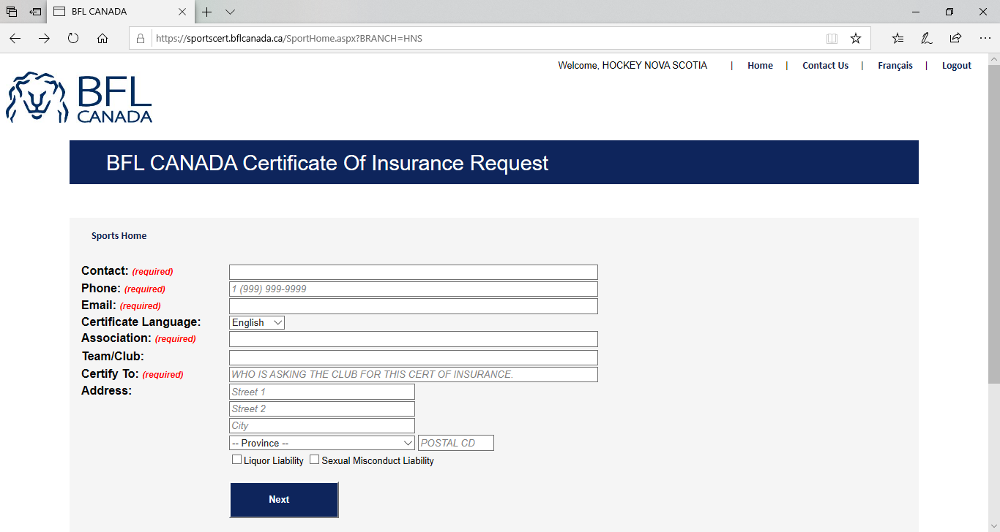 BFL CANADA
https://sportscert.bflcanada.ca/SportHome.aspx?BRANCH=HNS
Welcome, HOCKEY NOVA SCOTIA | Home | Contact Us | Français | Logout
BFL
CANADA
BFL CANADA Certificate Of Insurance Request
Sports Home
Contact: (required)
Phone: (required) 1 (999) 999-9999
Email: (required)
Certificate Language: English
Association: (required)
Team/Club:
Certify To: (required) WHO IS ASKING THE CLUB FOR THIS CERT OF INSURANCE.
Address: Street 1
Street 2
City
-- Province -- POSTAL CD
Liquor Liability Sexual Misconduct Liability
Next